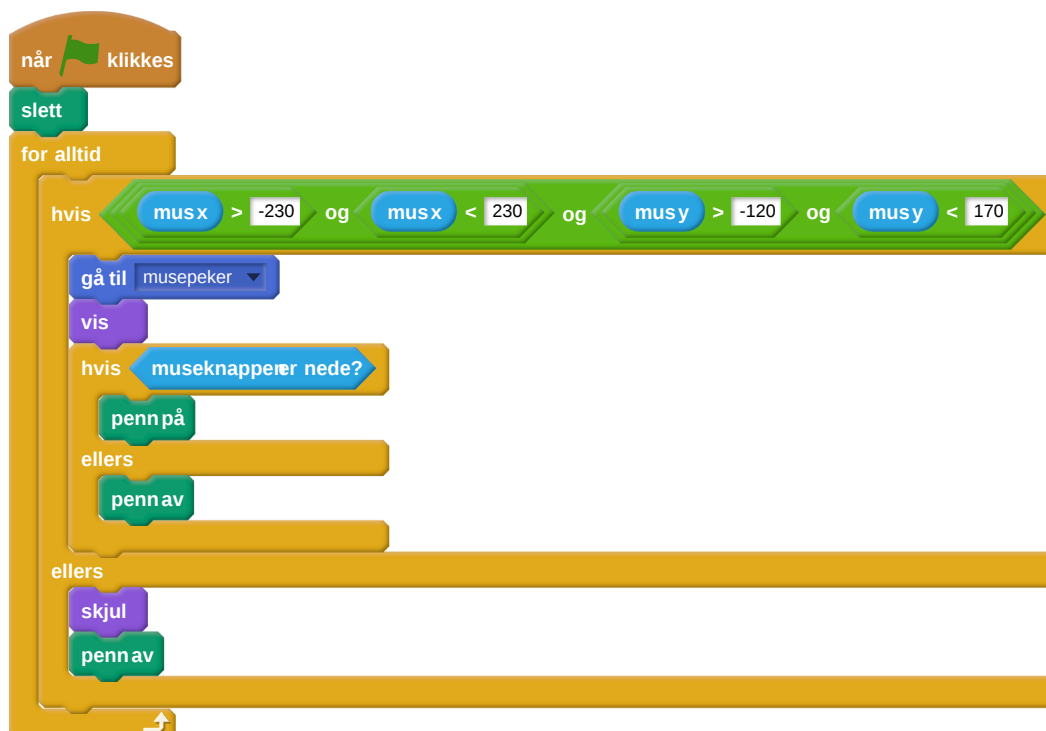 når klikkes
slett
for alltid
hvis mus x > -230 og mus x < 230 og mus y > -120 og mus y < 170
gå til musepeker
vis
hvis museknappen er nede?
penn på
ellers
penn av
ellers
skjul
penn av